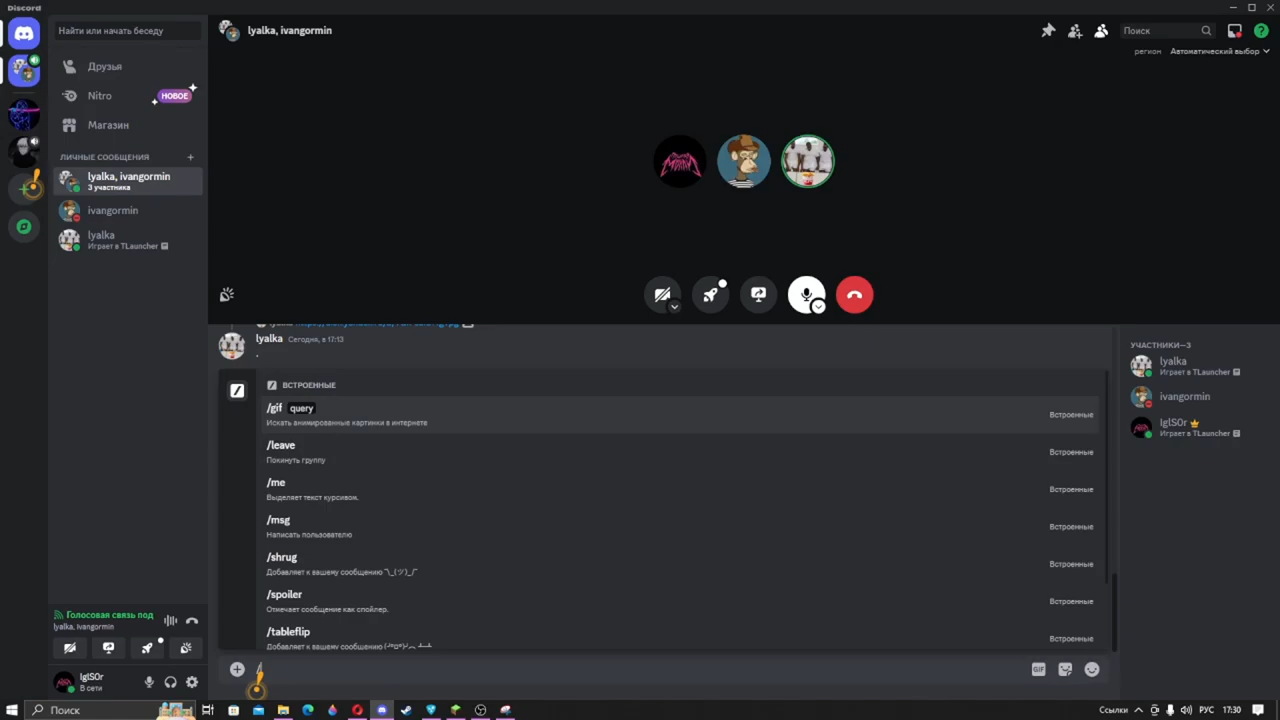 Discord
Найти или начать беседу
lyalka, ivangormin
Поиск
регион Автоматический выбор
Друзья
Nitro
НОВОЕ
Магазин
ЛИЧНЫЕ СООБЩЕНИЯ +
lyalka, ivangormin
3 участника
ivangormin
lyalka
Играет в TLauncher
lyalka Сегодня, в 17:13
.
ВСТРОЕННЫЕ
/gif query
Искать анимированные картинки в интернете
Встроенные
/leave
Покинуть группу
Встроенные
/me
Выделяет текст курсивом.
Встроенные
/msg
Написать пользователю
Встроенные
/shrug
Добавляет к вашему сообщению ¯\_(ツ)_/¯
Встроенные
/spoiler
Отмечает сообщение как спойлер.
Встроенные
/tableflip
Добавляет к вашему сообщению
Встроенные
/
GIF
УЧАСТНИКИ—3
lyalka
Играет в TLauncher
ivangormin
IglS0r
Играет в TLauncher
Голосовая связь под
lyalka, ivangormin
IglS0r
В сети
Поиск
Ссылки
РУС
17:30